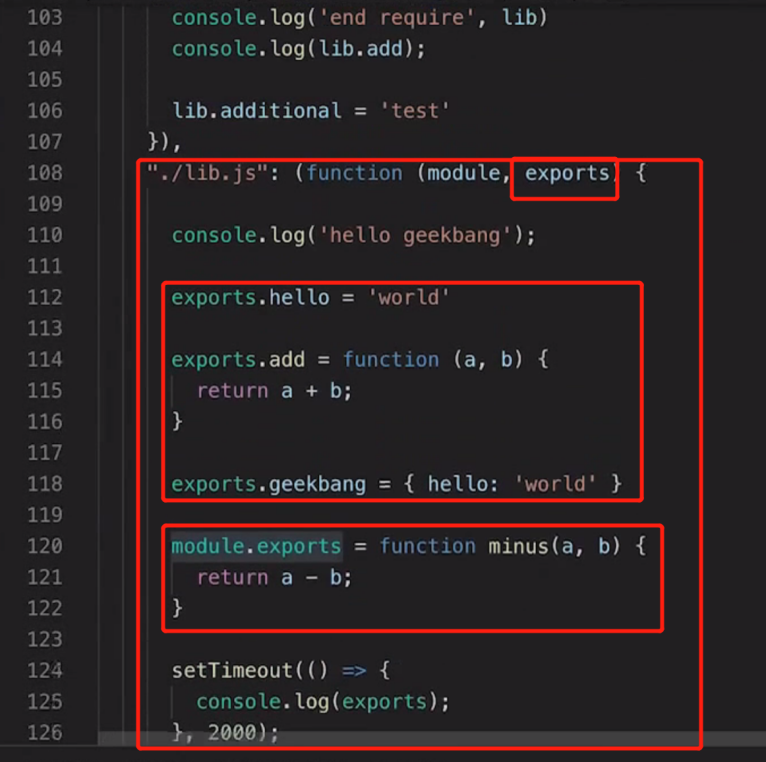 103 console.log('end require', lib)
104 console.log(lib.add);
105
106 lib.additional = 'test'
107 }),
108 "./lib.js": (function (module, exports) {
109
110 console.log('hello geekbang');
111
112 exports.hello = 'world'
113
114 exports.add = function (a, b) {
115 return a + b;
116 }
117
118 exports.geekbang = { hello: 'world' }
119
120 module.exports = function minus(a, b) {
121 return a - b;
122 }
123
124 setTimeout(() => {
125 console.log(exports);
126 }, 2000);